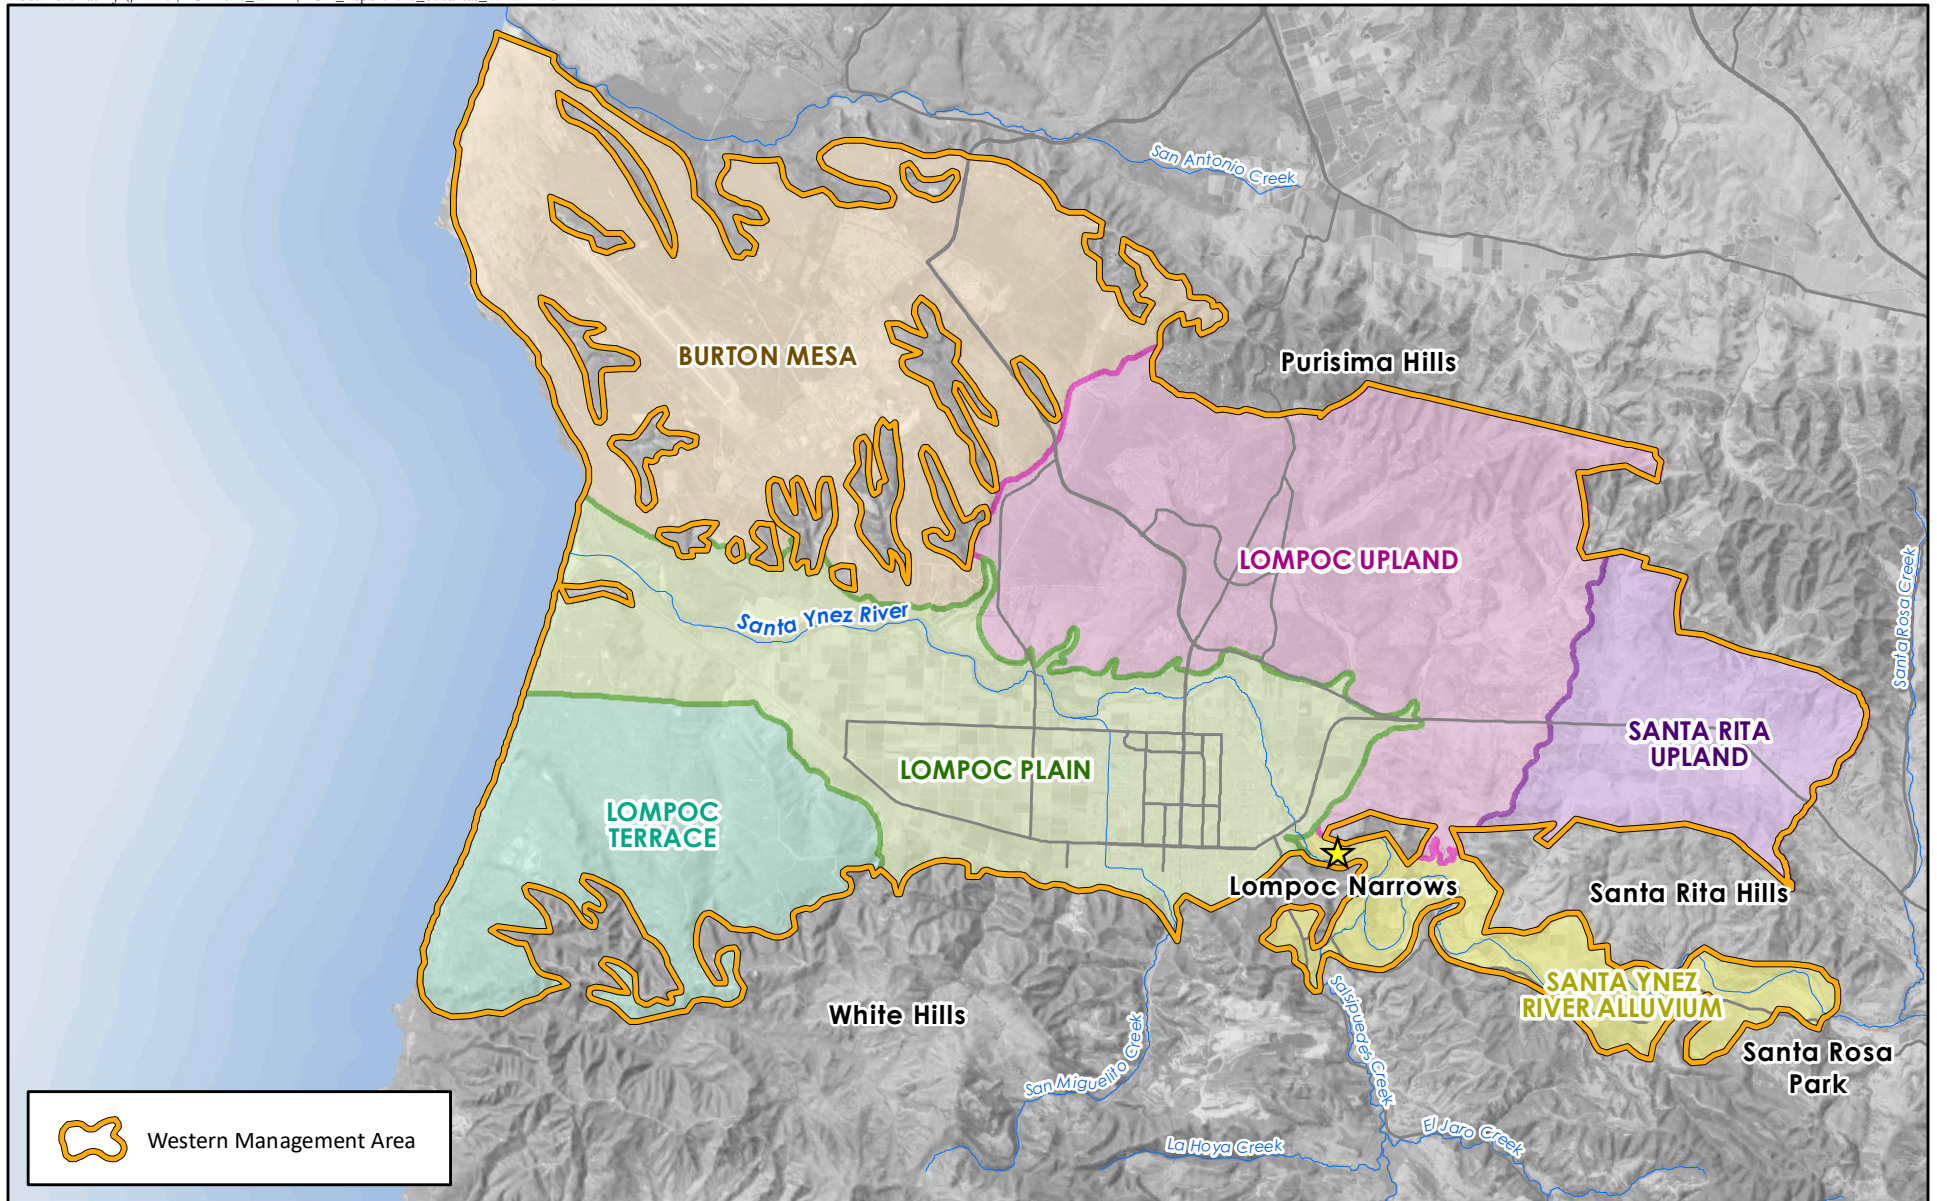 San Antonio Creek
BURTON MESA
Purisima Hills
LOMPOC UPLAND
Santa Rosa Creek
Santa Ynez River
SANTA RITA
UPLAND
LOMPOC PLAIN
LOMPOC
TERRACE
Lompoc Narrows
Santa Rita Hills
SANTA YNEZ
RIVER ALLUVIUM
White Hills
Salsipuedes Creek
Santa Rosa
Park
San Miguelito Creek
El Jaro Creek
La Hoya Creek
Western Management Area